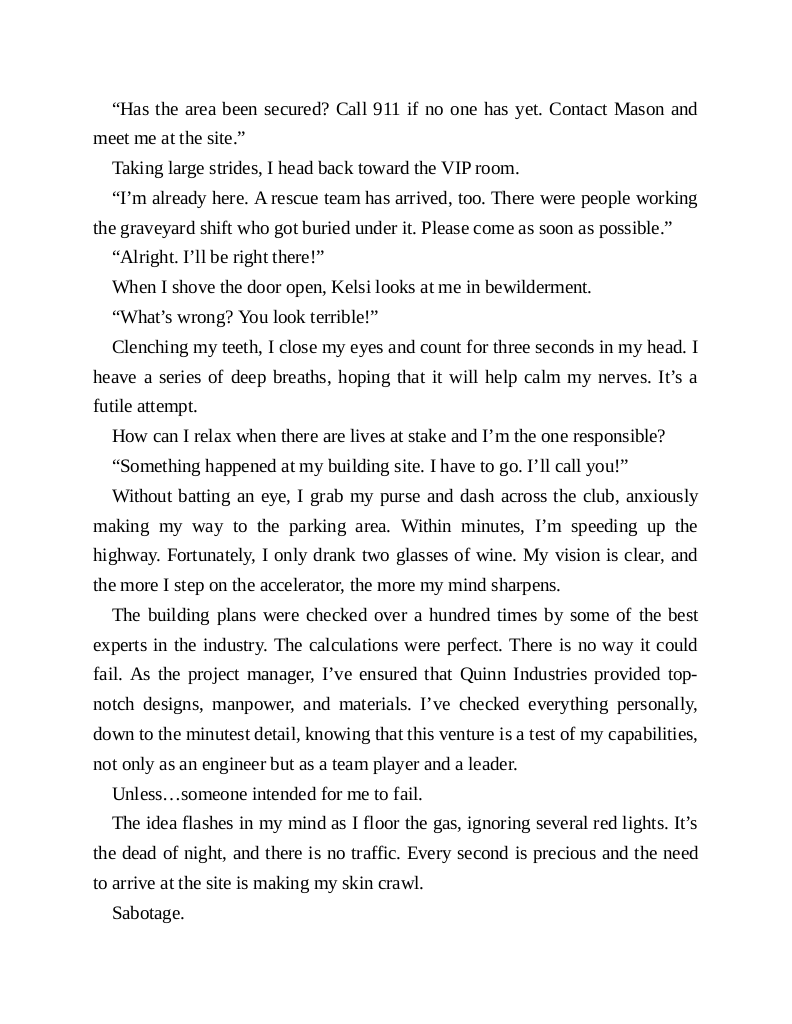 “Has the area been secured? Call 911 if no one has yet. Contact Mason and
meet me at the site.”
Taking large strides, I head back toward the VIP room.
“I’m already here. A rescue team has arrived, too. There were people working
the graveyard shift who got buried under it. Please come as soon as possible.”
“Alright. I’ll be right there!”
When I shove the door open, Kelsi looks at me in bewilderment.
“What’s wrong? You look terrible!”
Clenching my teeth, I close my eyes and count for three seconds in my head. I
heave a series of deep breaths, hoping that it will help calm my nerves. It’s a
futile attempt.
How can I relax when there are lives at stake and I’m the one responsible?
“Something happened at my building site. I have to go. I’ll call you!”
Without batting an eye, I grab my purse and dash across the club, anxiously
making my way to the parking area. Within minutes, I’m speeding up the
highway. Fortunately, I only drank two glasses of wine. My vision is clear, and
the more I step on the accelerator, the more my mind sharpens.
The building plans were checked over a hundred times by some of the best
experts in the industry. The calculations were perfect. There is no way it could
fail. As the project manager, I’ve ensured that Quinn Industries provided top-
notch designs, manpower, and materials. I’ve checked everything personally,
down to the minutest detail, knowing that this venture is a test of my capabilities,
not only as an engineer but as a team player and a leader.
Unless…someone intended for me to fail.
The idea flashes in my mind as I floor the gas, ignoring several red lights. It’s
the dead of night, and there is no traffic. Every second is precious and the need
to arrive at the site is making my skin crawl.
Sabotage.